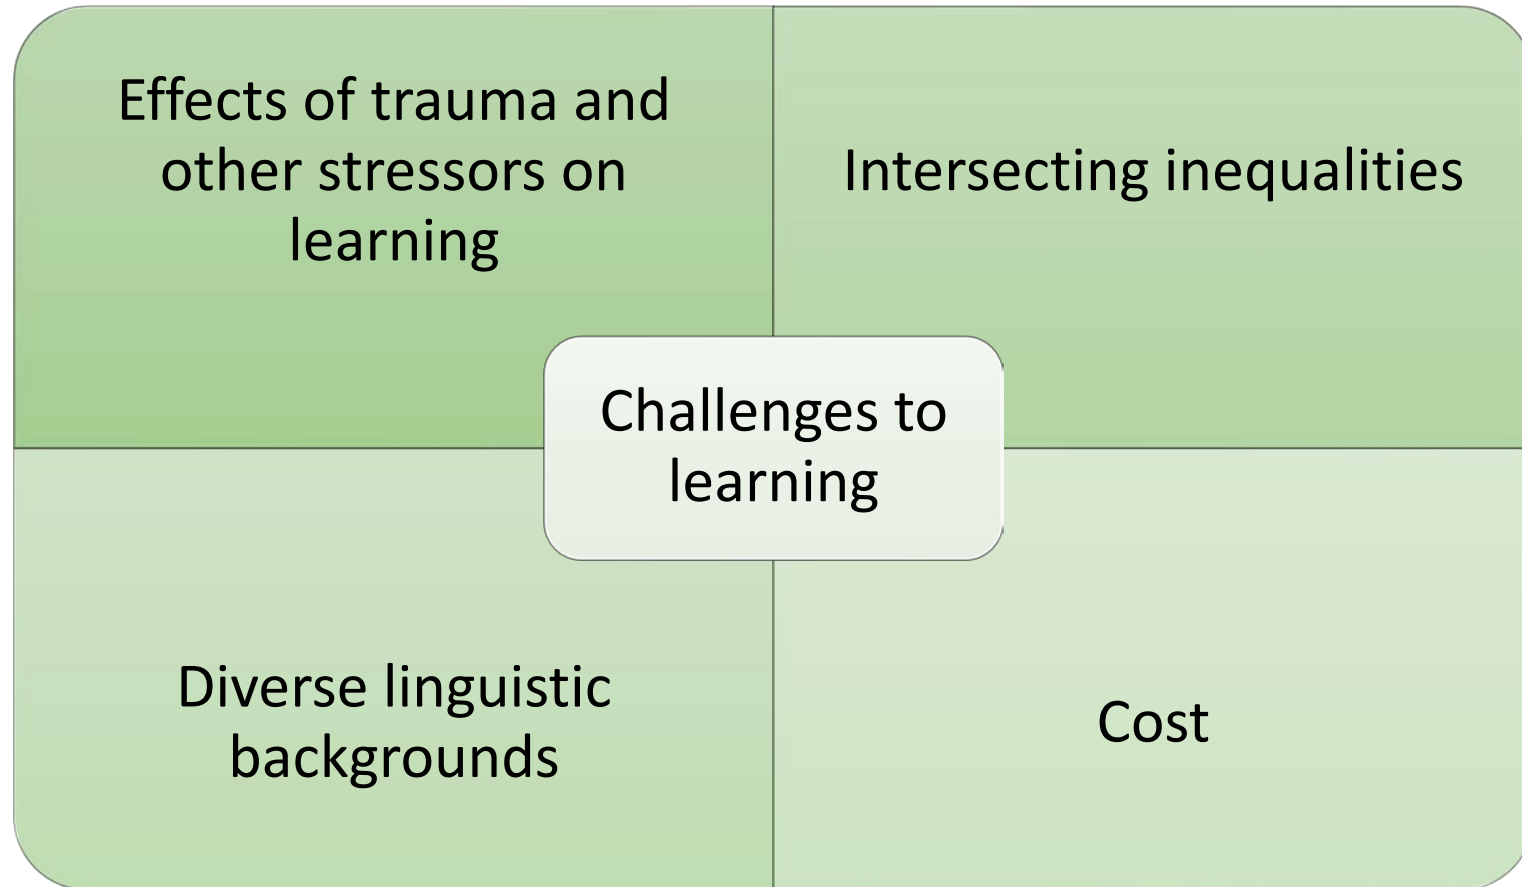 Effects of trauma and
other stressors on
learning
Intersecting inequalities
Challenges to
learning
Diverse linguistic
backgrounds
Cost